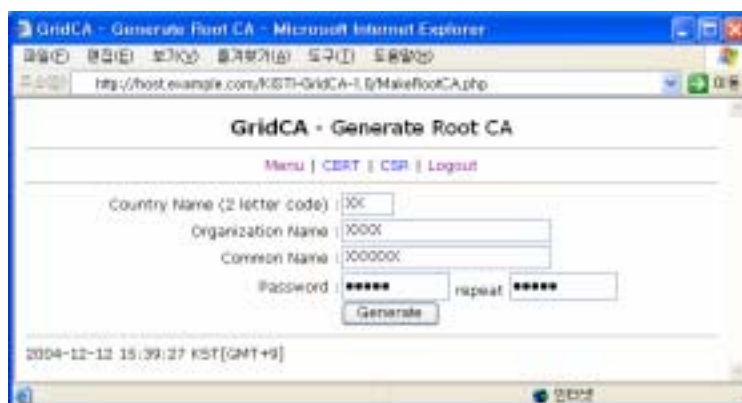 GridCA - Generate Root CA - Microsoft Internet Explorer
파일(F) 편집(E) 보기(V) 즐겨찾기(A) 도구(T) 도움말(H)
http://host.example.com/KISTI-GridCA-1.0/MakeRootCA.php 이동
GridCA - Generate Root CA
Menu | CERT | CSR | Logout
Country Name (2 letter code) : XX
Organization Name : XXXX
Common Name : XXXXXX
Password : ●●●●● repeat ●●●●●
Generate
2004-12-12 15:39:27 KST[GMT+9]
인터넷